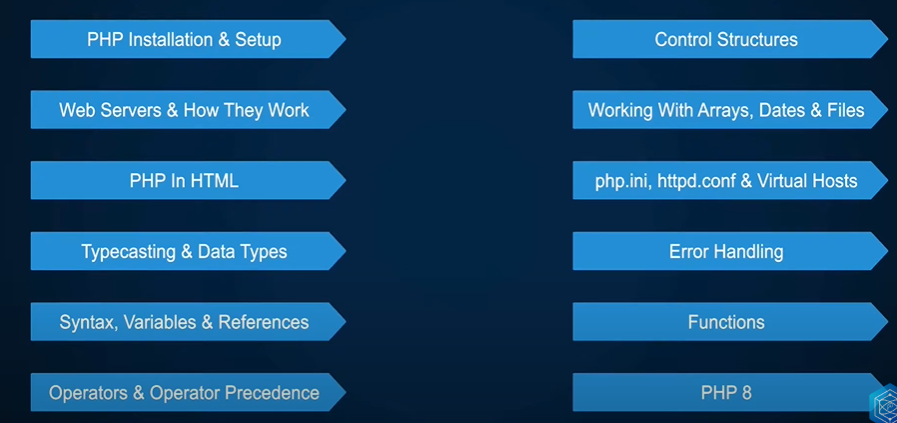 PHP Installation & Setup
Web Servers & How They Work
PHP In HTML
Typecasting & Data Types
Syntax, Variables & References
Operators & Operator Precedence
Control Structures
Working With Arrays, Dates & Files
php.ini, httpd.conf & Virtual Hosts
Error Handling
Functions
PHP 8